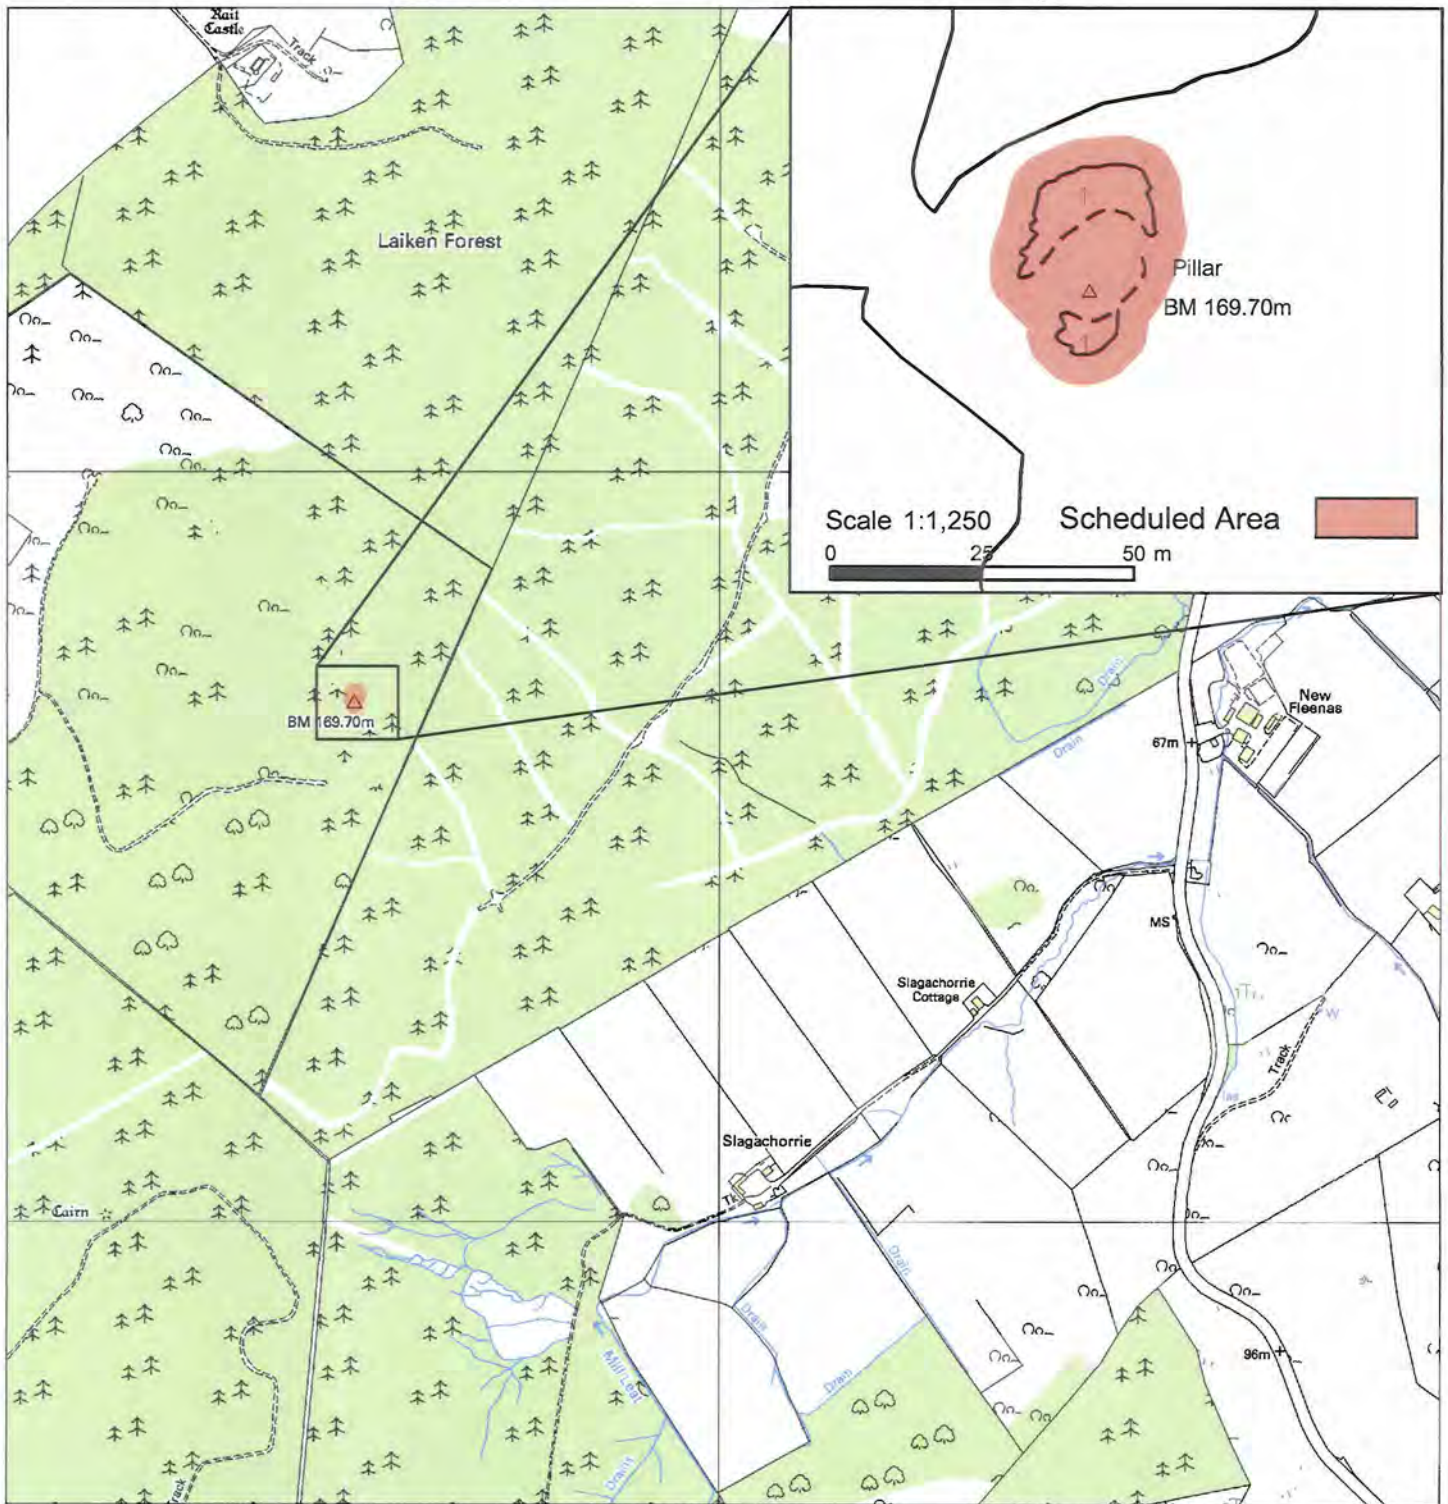 Rait
Castle
Track
Laiken Forest
Pillar
BM 169.70m
Scale 1:1,250
Scheduled Area
0 25 50 m
BM 169.70m
Drain
Drain
New
Fleenas
67m
MS
Slagachorrie
Cottage
W
Track
Slagachorrie
Tk
Cairn
Drain
Drain
Drain
Mill Leat
Drains
96m